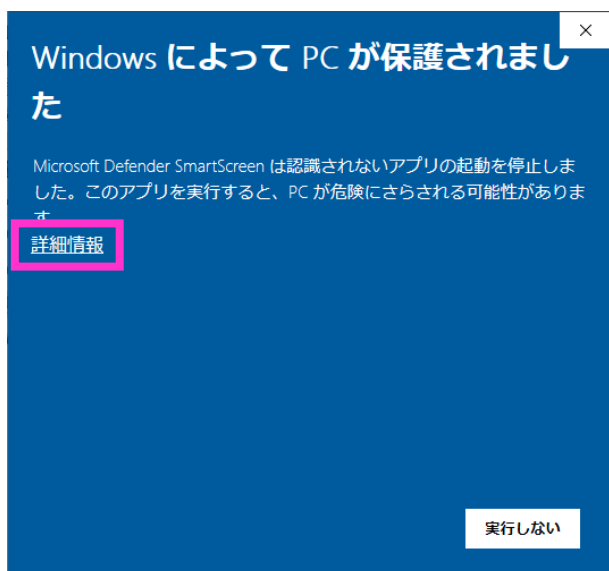 Windows によって PC が保護されまし
た
Microsoft Defender SmartScreen は認識されないアプリの起動を停止しま
した。このアプリを実行すると、PC が危険にさらされる可能性がありま
す
詳細情報
実行しない